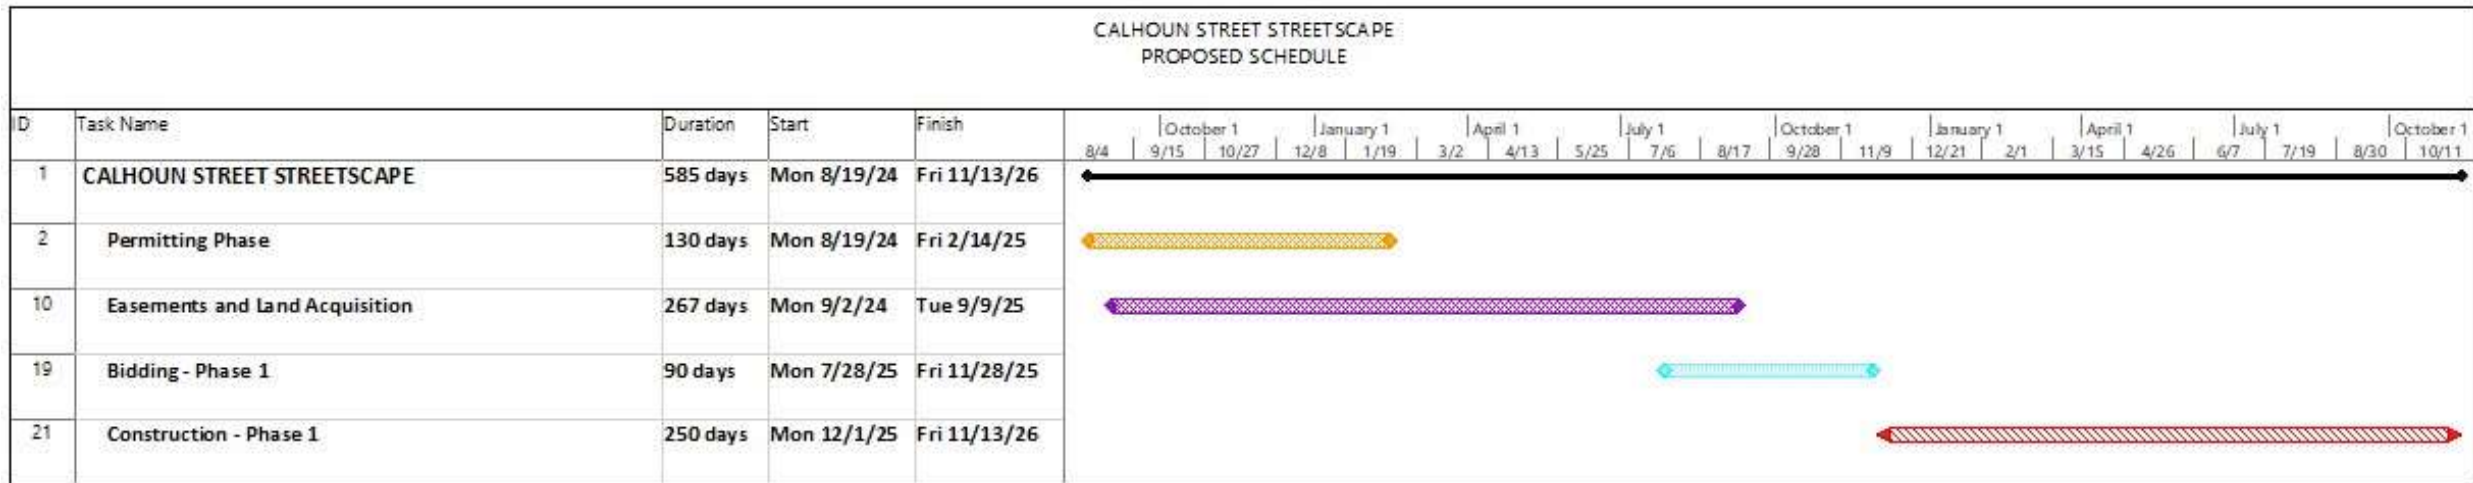 CALHOUN STREET STREETSCAPE
PROPOSED SCHEDULE
ID Task Name Duration Start Finish October 1 January 1 April 1 July 1 October 1 January 1 April 1 July 1 October 1
8/4 9/15 10/27 12/8 1/19 3/2 4/13 5/25 7/6 8/17 9/28 11/9 12/21 2/1 3/15 4/26 6/7 7/19 8/30 10/11
1 CALHOUN STREET STREETSCAPE 585 days Mon 8/19/24 Fri 11/13/26
2 Permitting Phase 130 days Mon 8/19/24 Fri 2/14/25
10 Easements and Land Acquisition 267 days Mon 9/2/24 Tue 9/9/25
19 Bidding - Phase 1 90 days Mon 7/28/25 Fri 11/28/25
21 Construction - Phase 1 250 days Mon 12/1/25 Fri 11/13/26